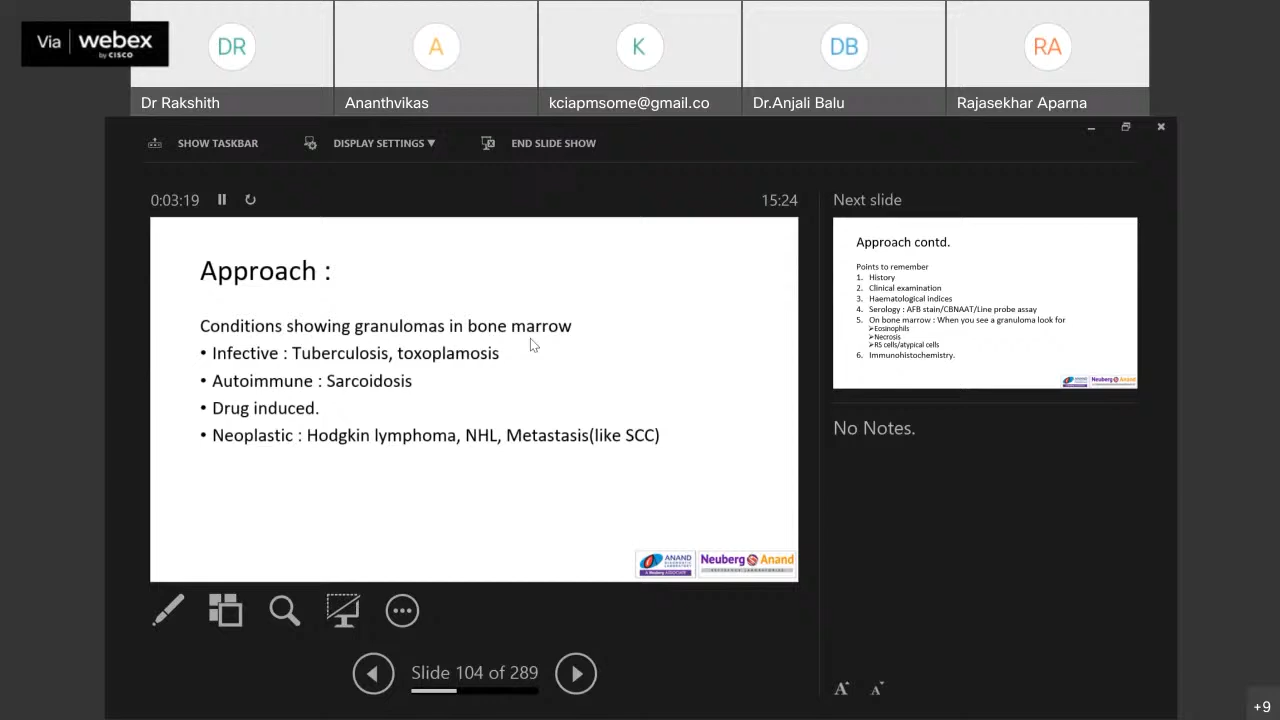 Via webex
by CISCO
DR
A
K
DB
RA
Dr Rakshith
Ananthvikas
kciapmsome@gmail.co
Dr.Anjali Balu
Rajasekhar Aparna
SHOW TASKBAR
DISPLAY SETTINGS ▼
END SLIDE SHOW
0:03:19
15:24
Approach :
Conditions showing granulomas in bone marrow
• Infective : Tuberculosis, toxoplamosis
• Autoimmune : Sarcoidosis
• Drug induced.
• Neoplastic : Hodgkin lymphoma, NHL, Metastasis(like SCC)
ANAND
Neuberg Anand
Next slide
Approach contd.
Points to remember
1. History
2. Clinical examination
3. Haematological indices
4. Serology : AFB stain/CBNAAT/Line probe assay
5. On bone marrow : When you see a granuloma look for
➢Eosinophils
➢Necrosis
➢RS cells/atypical cells
6. Immunohistochemistry.
Neuberg Anand
No Notes.
Slide 104 of 289
A A
+9